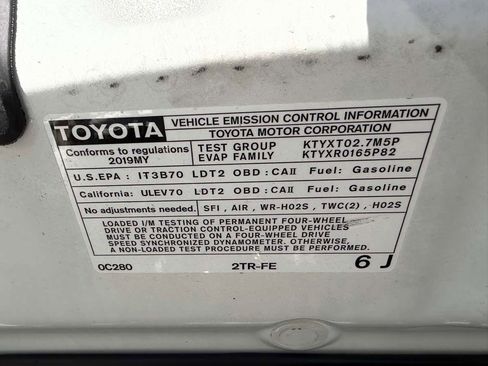 TOYOTA
VEHICLE EMISSION CONTROL INFORMATION
TOYOTA MOTOR CORPORATION
Conforms to regulations
2019MY
TEST GROUP KTYXT02.7M5P
EVAP FAMILY KTYXR0165P82
U.S.EPA : IT3B70 LDT2 OBD : CAII Fuel: Gasoline
California: ULEV70 LDT2 OBD : CAII Fuel: Gasoline
No adjustments needed. SFI , AIR , WR-HO2S , TWC(2) , HO2S
LOADED I/M TESTING OF PERMANENT FOUR-WHEEL
DRIVE OR TRACTION CONTROL-EQUIPPED VEHICLES
MUST BE CONDUCTED ON A FOUR-WHEEL DRIVE
SPEED SYNCHRONIZED DYNAMOMETER. OTHERWISE,
A NON-LOADED TEST PROCEDURE MUST BE PERFORMED.
0C280 2TR-FE 6 J